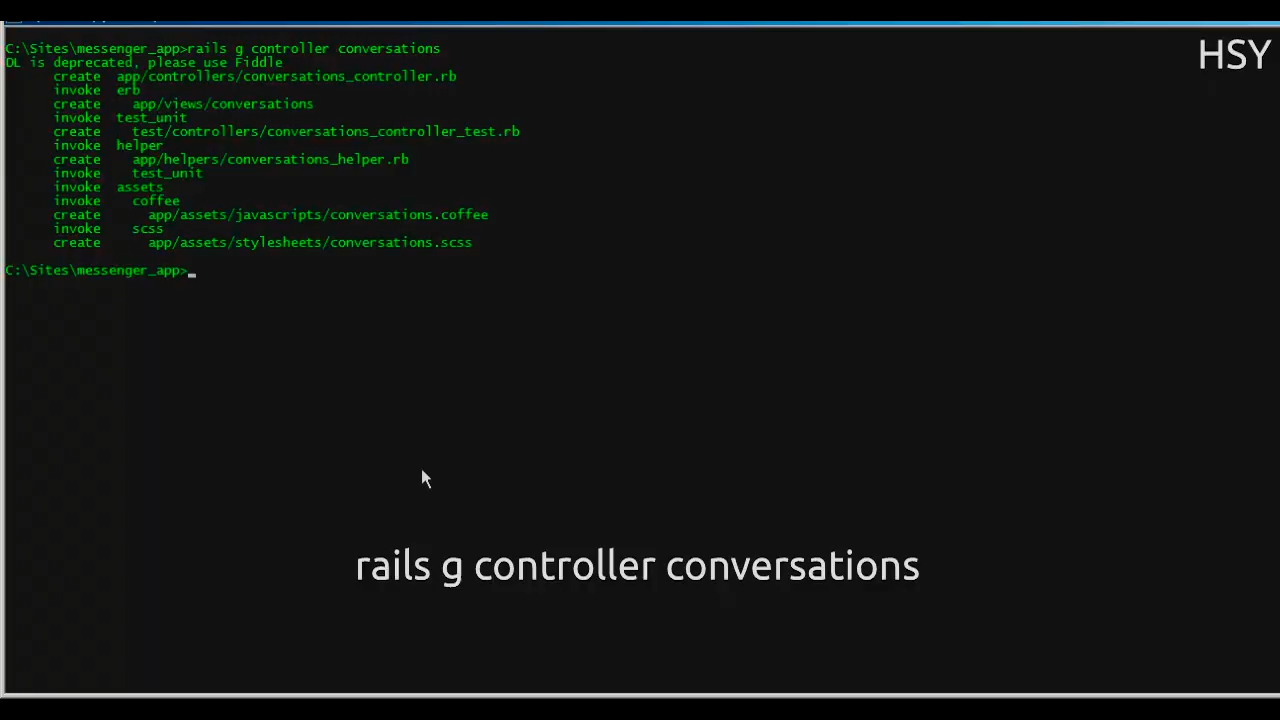 C:\Sites\messenger_app>rails g controller conversations
DL is deprecated, please use Fiddle
create app/controllers/conversations_controller.rb
invoke erb
create app/views/conversations
invoke test_unit
create test/controllers/conversations_controller_test.rb
invoke helper
create app/helpers/conversations_helper.rb
invoke test_unit
invoke assets
invoke coffee
create app/assets/javascripts/conversations.coffee
invoke scss
create app/assets/stylesheets/conversations.scss
C:\Sites\messenger_app>
HSY
rails g controller conversations